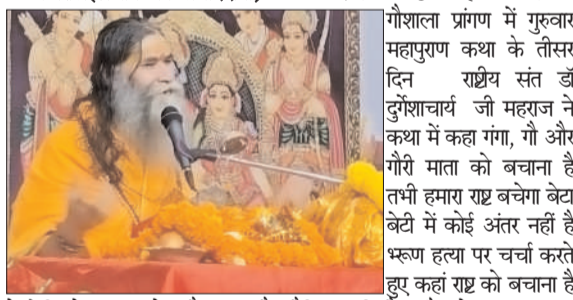 गौशाला प्रांगण में गुरुवार
महापुराण कथा के तीसर
दिन राष्ट्रीय संत डॉ
दुर्गेशाचार्य जी महराज ने
कथा में कहा गंगा, गौ और
गौरी माता को बचाना है
तभी हमारा राष्ट्र बचेगा बेटा
बेटी में कोई अंतर नहीं है
भ्रूण हत्या पर चर्चा करते
हुए कहां राष्ट्र को बचाना है